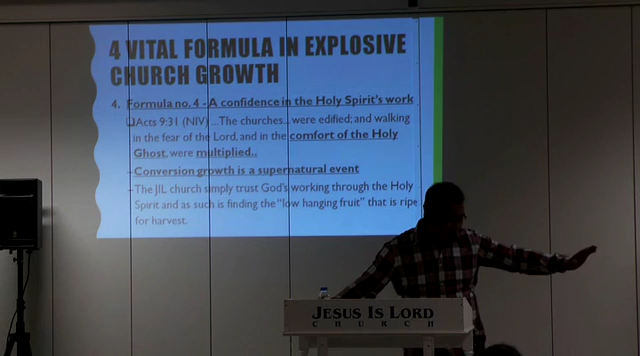 4 VITAL FORMULA IN EXPLOSIVE
CHURCH GROWTH
4. Formula no. 4 - A confidence in the Holy Spirit's work
❑Acts 9:31 (NIV) ...The churches... were edified; and walking
in the fear of the Lord, and in the comfort of the Holy
Ghost, were multiplied..
–Conversion growth is a supernatural event
–The JIL church simply trust God's working through the Holy
Spirit and as such is finding the "low hanging fruit" that is ripe
for harvest.
JESUS IS LORD
CHURCH